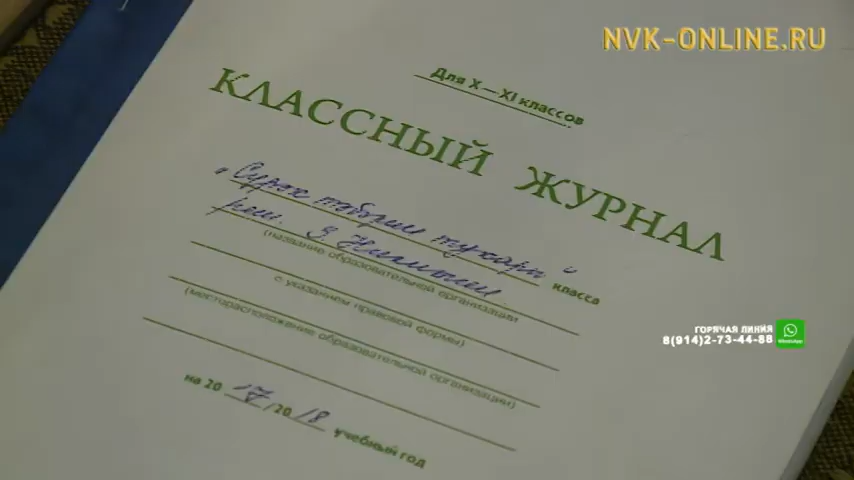 NVK-ONLINE.RU
Для X—XI классов
КЛАССНЫЙ ЖУРНАЛ
класса
(название образовательной организации
с указанием правовой формы)
(месторасположение образовательной организации)
на 20 17 /20 18 учебный год
ГОРЯЧАЯ ЛИНИЯ
8(914)2-73-44-88
WhatsApp